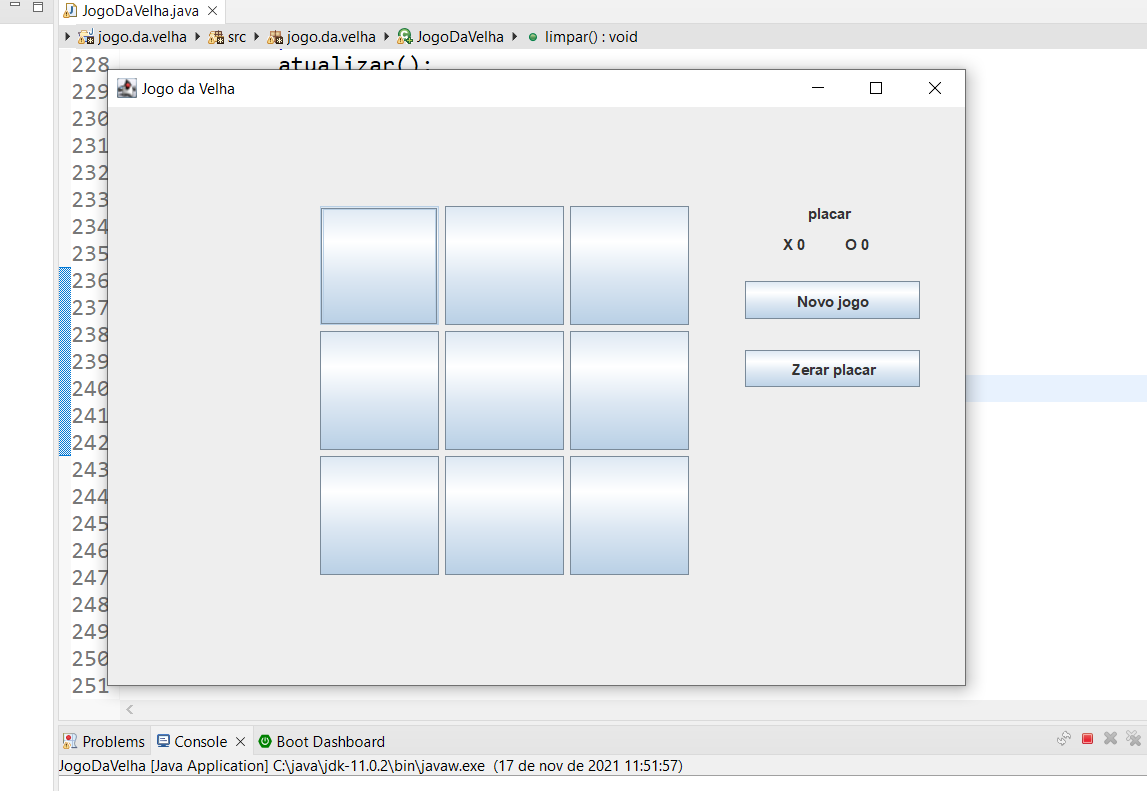 JogoDaVelha.java
jogo.da.velha src jogo.da.velha JogoDaVelha limpar() : void
228 atualizar();
Jogo da Velha
229
230
231
232
233
234
235
236
237
238
239
240
241
242
243
244
245
246
247
248
249
250
251
placar
X 0 O 0
Novo jogo
Zerar placar
Problems Console Boot Dashboard
JogoDaVelha [Java Application] C:\java\jdk-11.0.2\bin\javaw.exe (17 de nov de 2021 11:51:57)